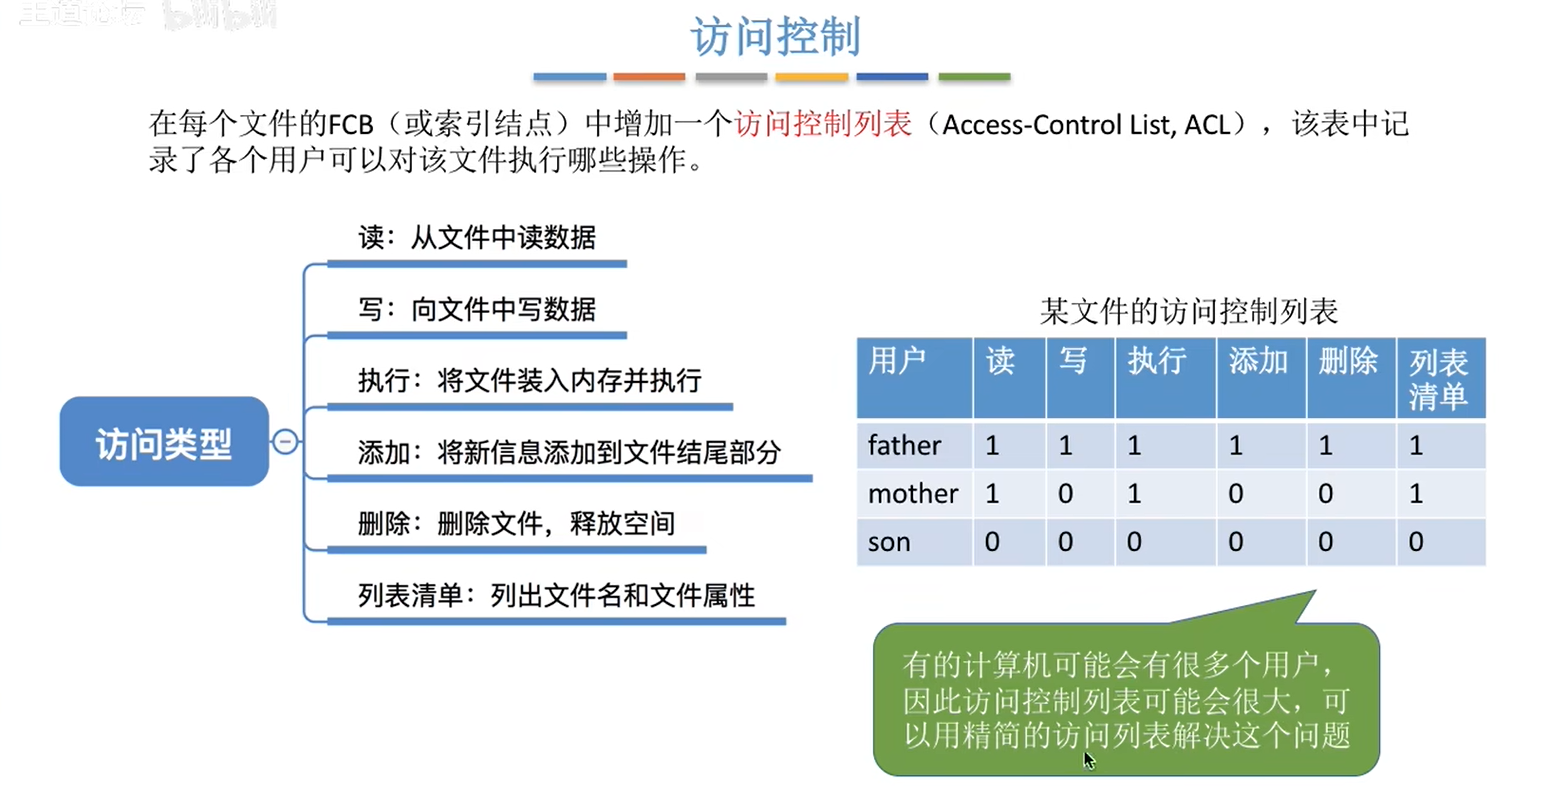 王道论坛 bilibili
访问控制
在每个文件的FCB（或索引结点）中增加一个访问控制列表（Access-Control List, ACL），该表中记
录了各个用户可以对该文件执行哪些操作。
访问类型
读：从文件中读数据
写：向文件中写数据
执行：将文件装入内存并执行
添加：将新信息添加到文件结尾部分
删除：删除文件，释放空间
列表清单：列出文件名和文件属性
某文件的访问控制列表
用户 读 写 执行 添加 删除 列表
清单
father 1 1 1 1 1 1
mother 1 0 1 0 0 1
son 0 0 0 0 0 0
有的计算机可能会有很多个用户，
因此访问控制列表可能会很大，可
以用精简的访问列表解决这个问题